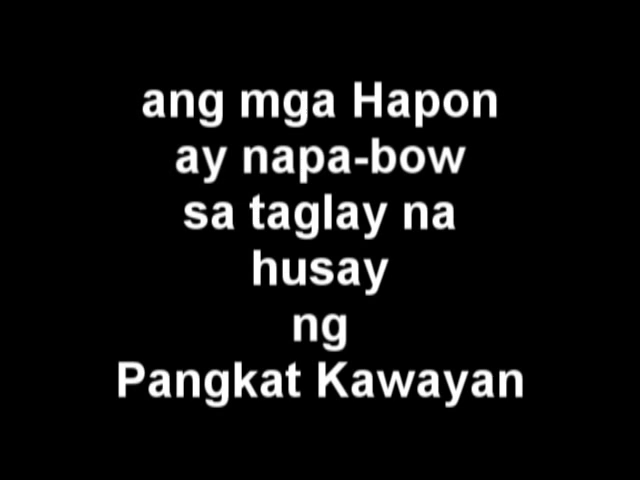 ang mga Hapon
ay napa-bow
sa taglay na
husay
ng
Pangkat Kawayan